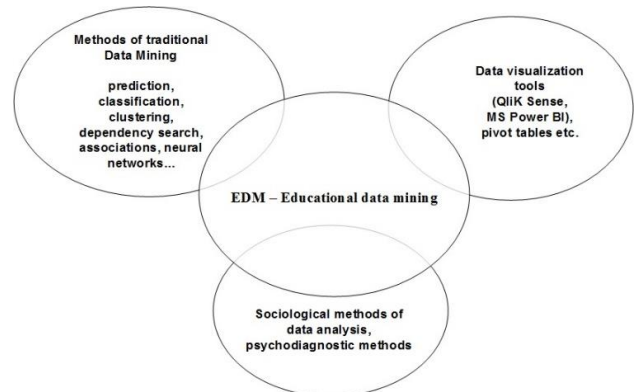 Methods of traditional
Data Mining
prediction,
classification,
clustering,
dependency search,
associations, neural
networks...
Data visualization
tools
(QliK Sense,
MS Power BI),
pivot tables etc.
EDM – Educational data mining
Sociological methods of
data analysis,
psychodiagnostic methods